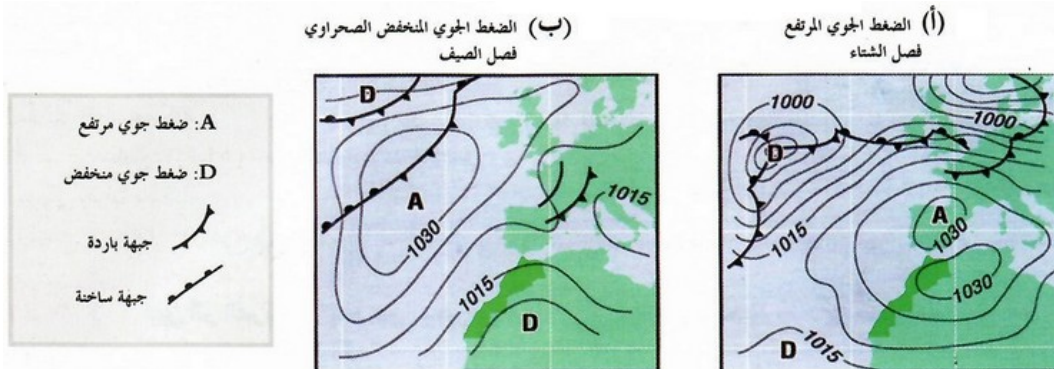 (أ) الضغط الجوي المرتفع
فصل الشتاء
1000
1000
D
1015
A
1030
1030
D
1015
(ب) الضغط الجوي المنخفض الصحراوي
فصل الصيف
D
A
1030
1015
1015
D
A: ضغط جوي مرتفع
D: ضغط جوي منخفض
جبهة باردة
جبهة ساخنة